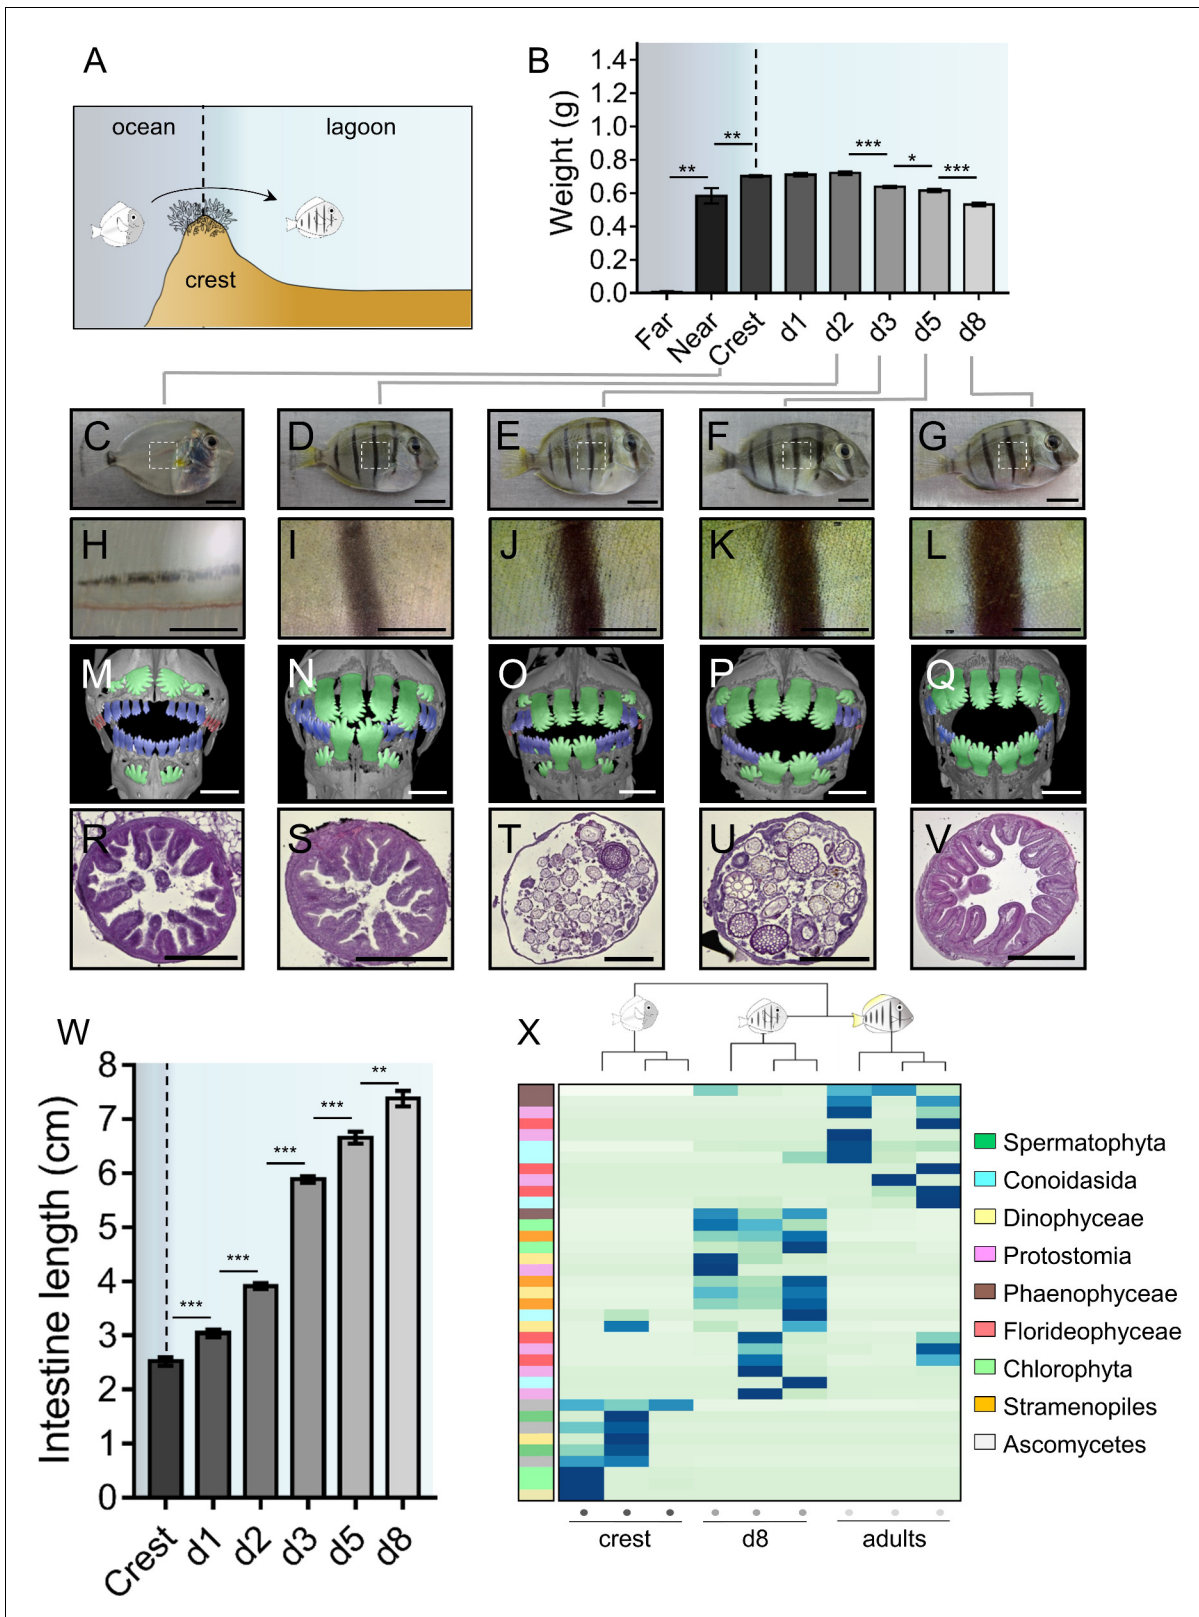 A
ocean
lagoon
crest
B
Weight (g)
1.4
1.2
1.0
0.8
0.6
0.4
0.2
0.0
**
**
***
*
***
Far
Near
Crest
d1
d2
d3
d5
d8
C
D
E
F
G
H
I
J
K
L
M
N
O
P
Q
R
S
T
U
V
W
Intestine length (cm)
8
7
6
5
4
3
2
1
0
***
***
***
***
**
Crest
d1
d2
d3
d5
d8
X
Spermatophyta
Conoidasida
Dinophyceae
Protostomia
Phaenophyceae
Florideophyceae
Chlorophyta
Stramenopiles
Ascomycetes
crest
d8
adults